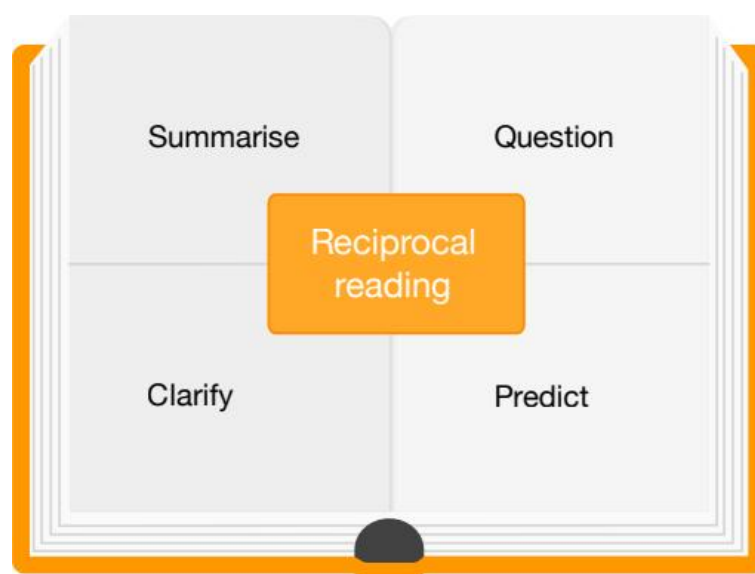 Summarise
Question
Reciprocal
reading
Clarify
Predict